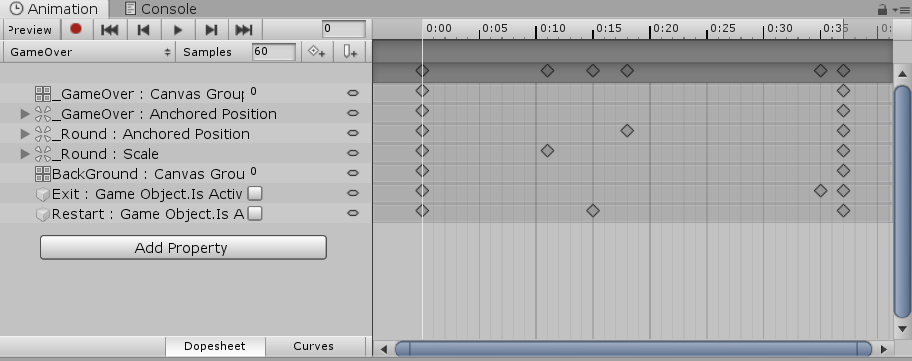 Animation Console
Preview 0 0:00 0:05 0:10 0:15 0:20 0:25 0:30 0:35
GameOver Samples 60
_GameOver : Canvas Grou 0
_GameOver : Anchored Position
_Round : Anchored Position
_Round : Scale
BackGround : Canvas Grou 0
Exit : Game Object.Is Activ
Restart : Game Object.Is A
Add Property
Dopesheet Curves